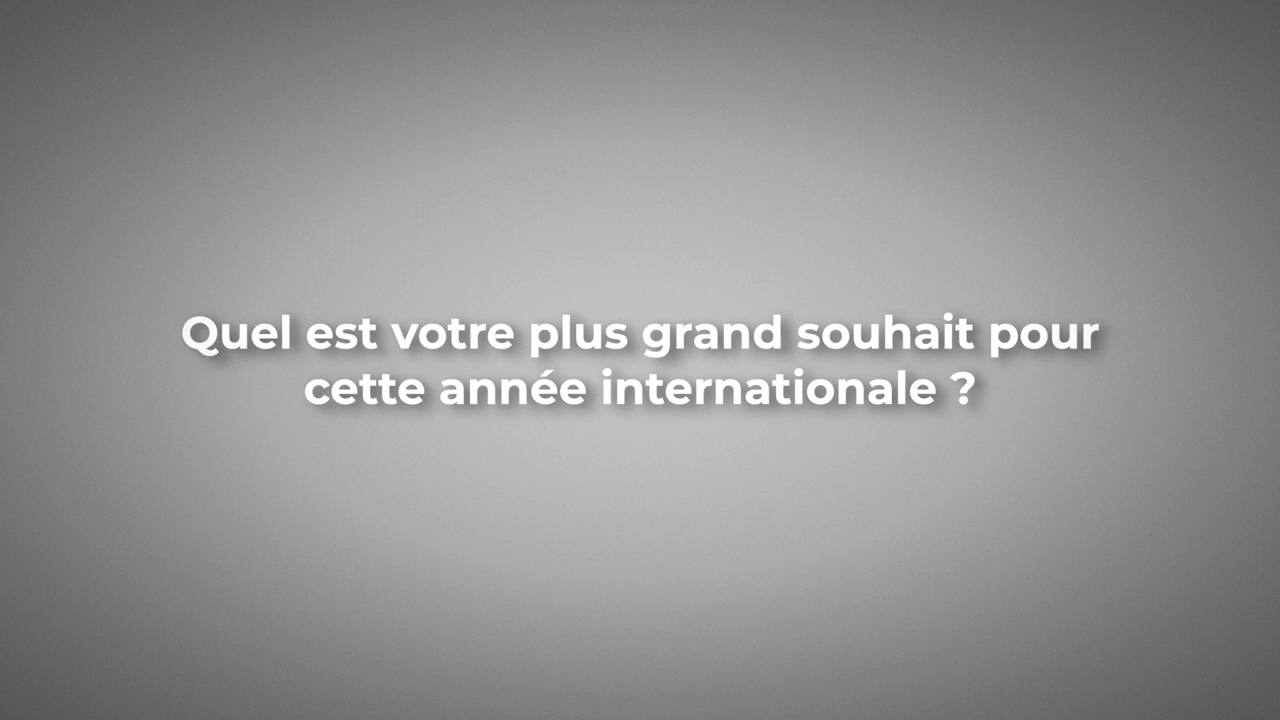 Quel est votre plus grand souhait pour
cette année internationale ?